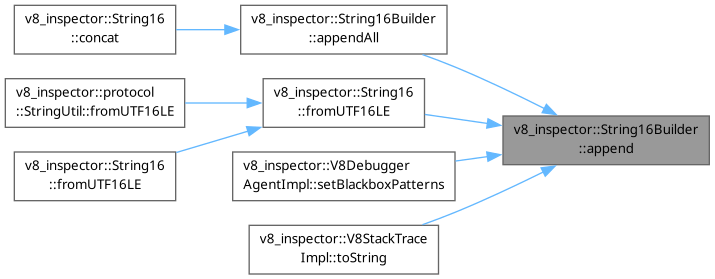 v8_inspector::String16
::concat
v8_inspector::String16Builder
::appendAll
v8_inspector::protocol
::StringUtil::fromUTF16LE
v8_inspector::String16
::fromUTF16LE
v8_inspector::String16Builder
::append
v8_inspector::String16
::fromUTF16LE
v8_inspector::V8Debugger
AgentImpl::setBlackboxPatterns
v8_inspector::V8StackTrace
Impl::toString